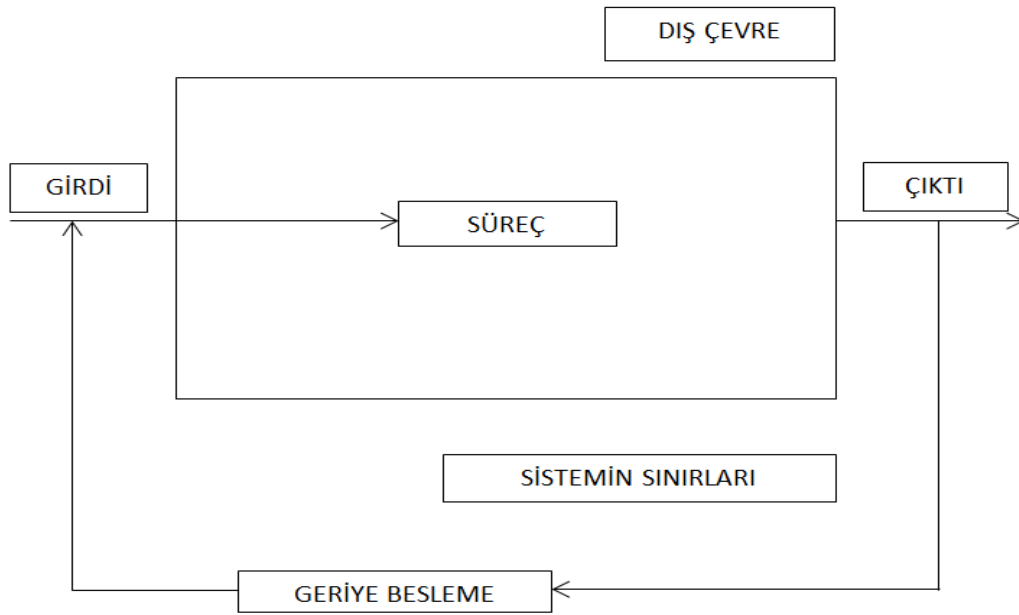 DIŞ ÇEVRE
GİRDİ
ÇIKTI
SÜREÇ
SİSTEMİN SINIRLARI
GERİYE BESLEME